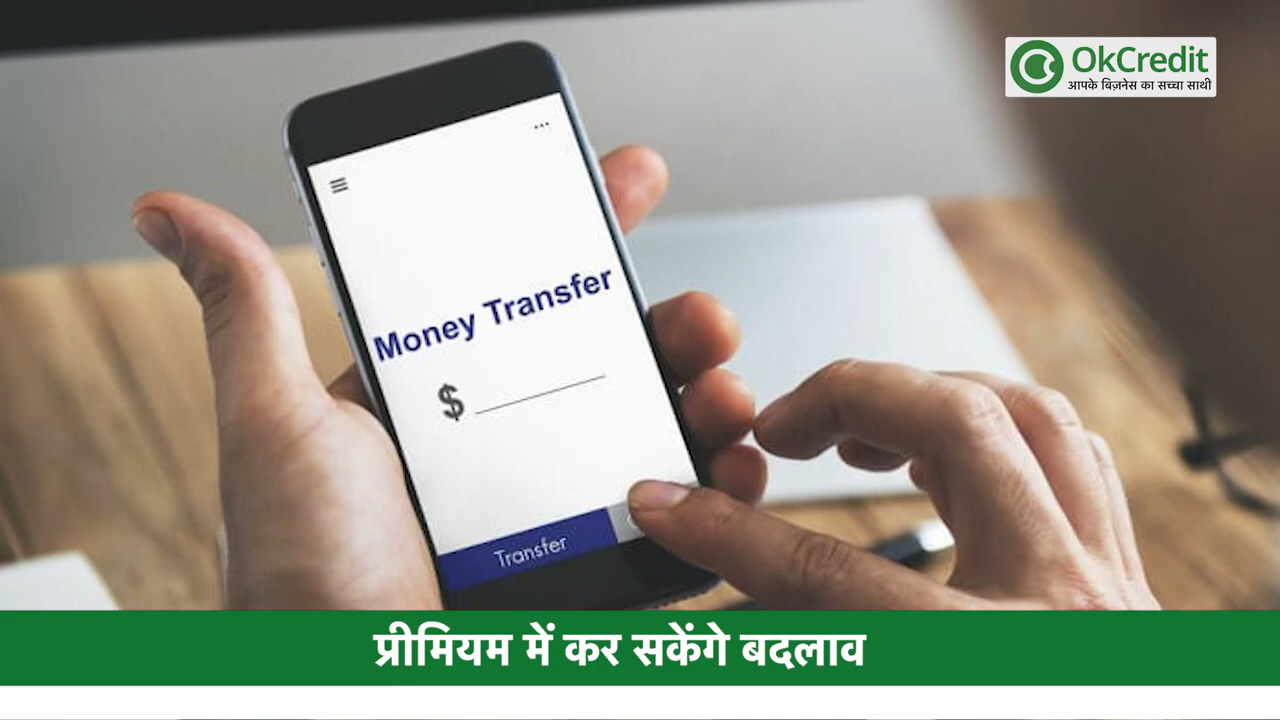 OkCredit
आपके बिज़नेस का सच्चा साथी
Money Transfer
$
Transfer
प्रीमियम में कर सकेंगे बदलाव